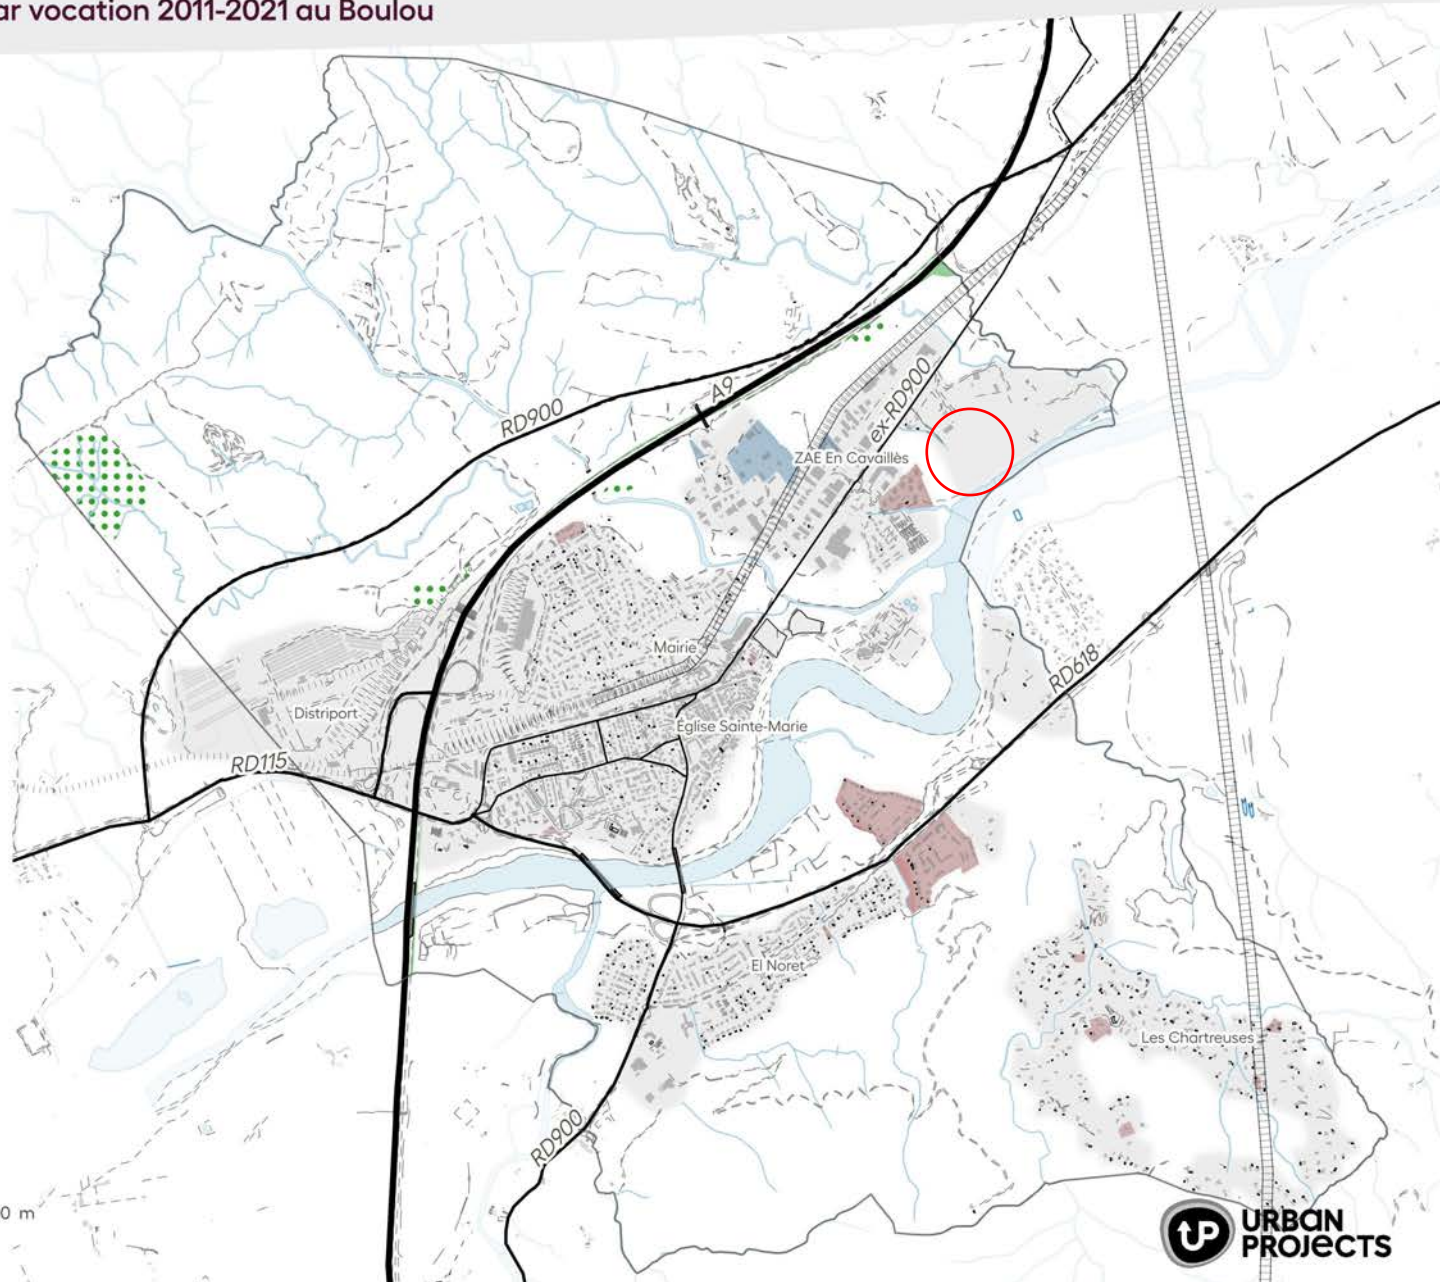 ar vocation 2011-2021 au Boulou
A9
RD900
ex-RD900
ZAE En Cavaillès
Mairie
RD618
Distriport
Église Sainte-Marie
RD115
El Noret
Les Chartreuses
RD900
0 m
UP URBAN
PROJECTS